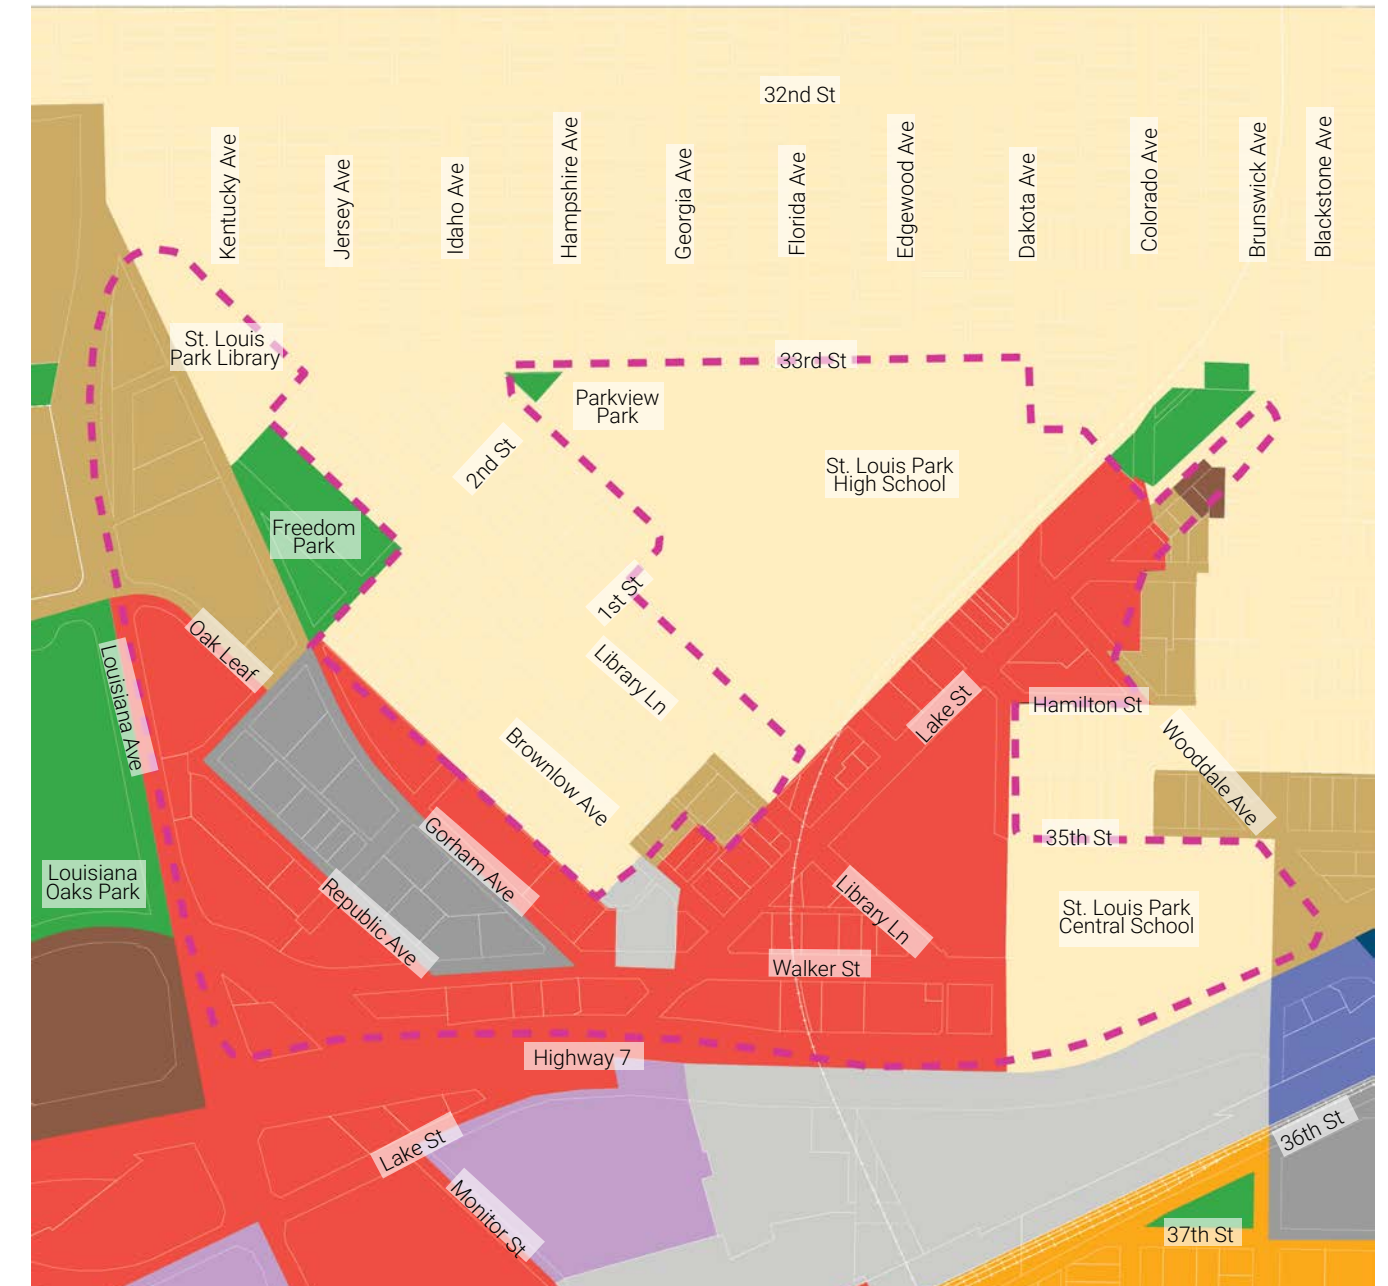 32nd St
Kentucky Ave
Jersey Ave
Idaho Ave
Hampshire Ave
Georgia Ave
Florida Ave
Edgewood Ave
Dakota Ave
Colorado Ave
Brunswick Ave
Blackstone Ave
St. Louis
Park Library
33rd St
Parkview
Park
2nd St
St. Louis Park
High School
Freedom
Park
1st St
Oak Leaf
Library Ln
Louisiana Ave
Lake St
Hamilton St
Brownlow Ave
Wooddale Ave
35th St
Gorham Ave
Louisiana
Oaks Park
Republic Ave
Library Ln
St. Louis Park
Central School
Walker St
Highway 7
Lake St
36th St
Monitor St
37th St